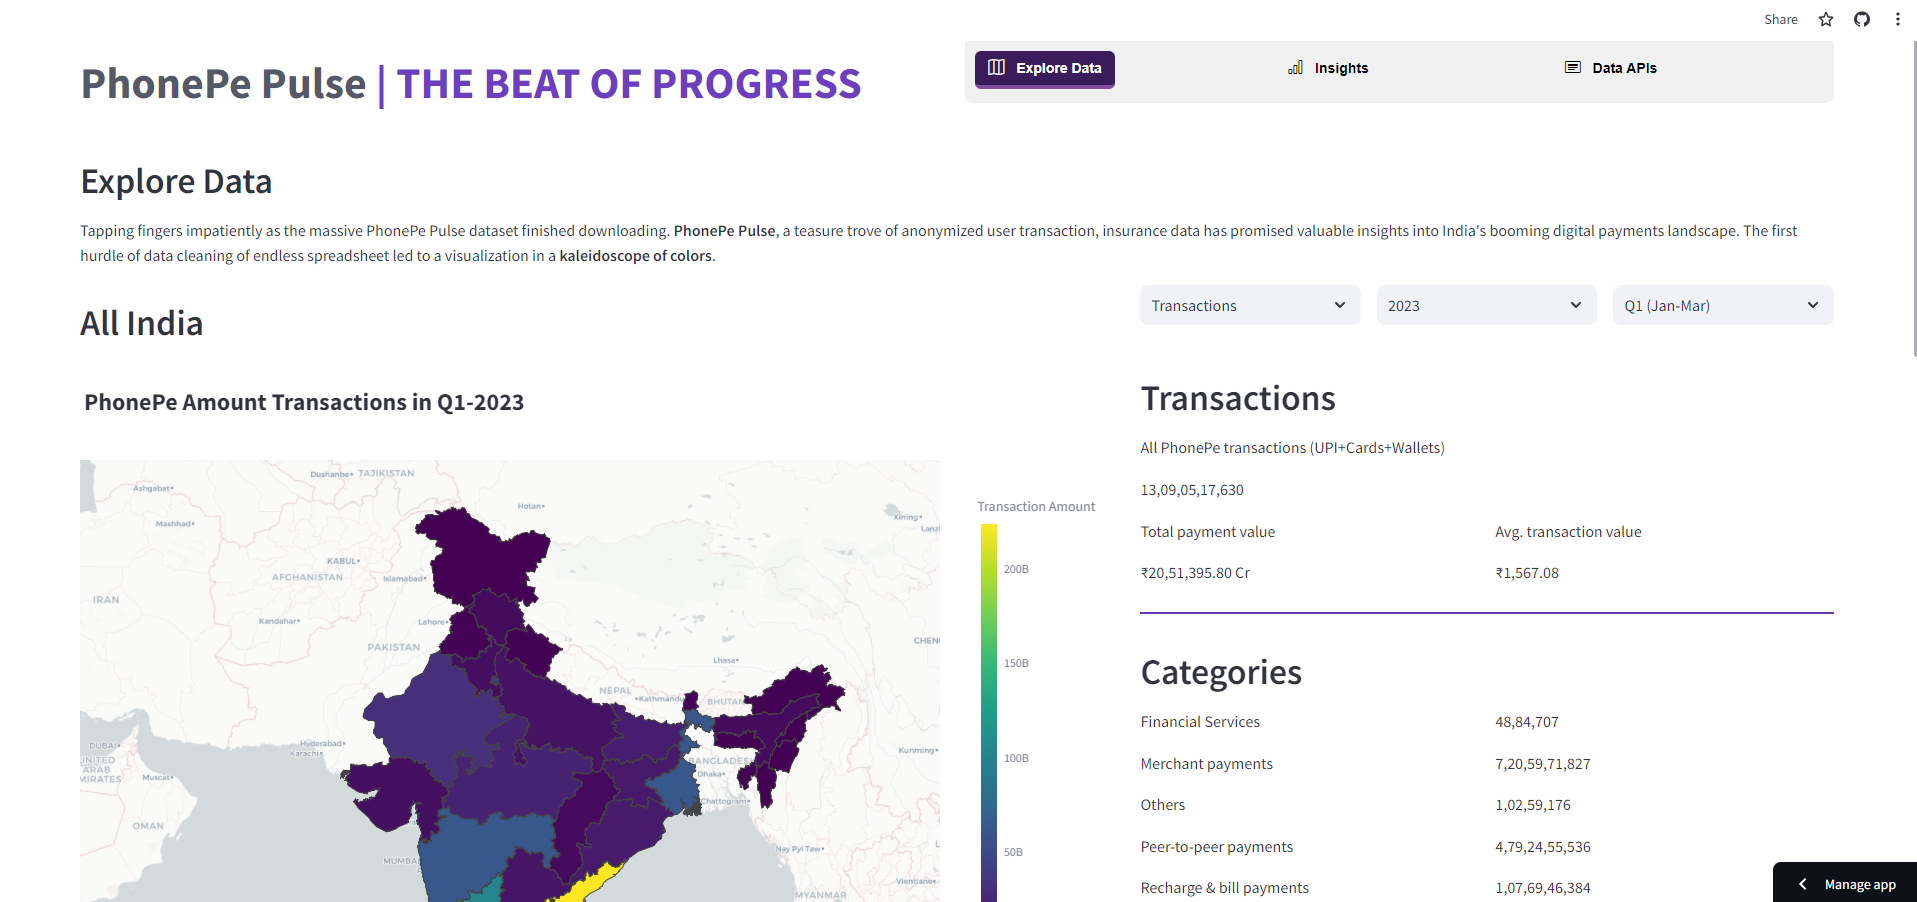 Share
PhonePe Pulse | THE BEAT OF PROGRESS
Explore Data
Insights
Data APIs
Explore Data
Tapping fingers impatiently as the massive PhonePe Pulse dataset finished downloading. PhonePe Pulse, a teasure trove of anonymized user transaction, insurance data has promised valuable insights into India's booming digital payments landscape. The first
hurdle of data cleaning of endless spreadsheet led to a visualization in a kaleidoscope of colors.
All India
Transactions
2023
Q1 (Jan-Mar)
PhonePe Amount Transactions in Q1-2023
Dushanbe
TAJIKISTAN
Ashgabat
Mashhad
Hotan
Xining
Lanz
KABUL
AFGHANISTAN
Islamabad
IRAN
Kandahar
Lahore
PAKISTAN
CHEN
Lhasa
NEPAL
Kathmandu
BHUTAN
DUBAI
UNITED
ARAB
MIRATES
Hyderabad
Karachi
Muscat
BANGLADESH
Dhaka
Chattogram
Kunming
OMAN
MUMBA
Nay Pyi Taw
Vientiane
MYANMAR
Transaction Amount
200B
150B
100B
50B
Transactions
All PhonePe transactions (UPI+Cards+Wallets)
13,09,05,17,630
Total payment value
Avg. transaction value
₹20,51,395.80 Cr
₹1,567.08
Categories
Financial Services
48,84,707
Merchant payments
7,20,59,71,827
Others
1,02,59,176
Peer-to-peer payments
4,79,24,55,536
Recharge & bill payments
1,07,69,46,384
Manage app